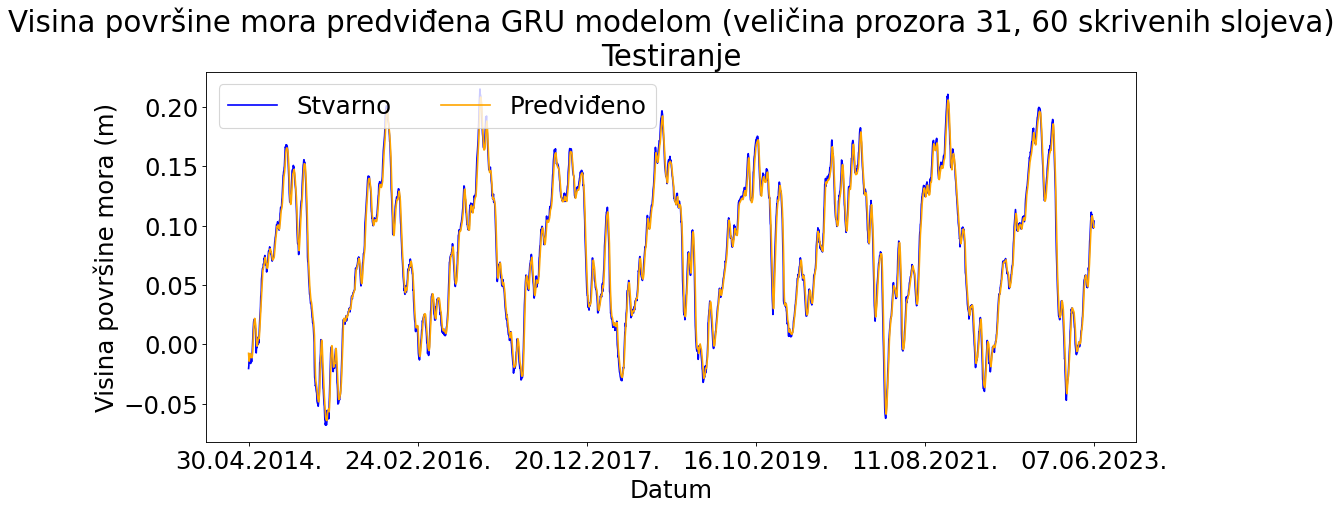 Visina površine mora predviđena GRU modelom (veličina prozora 31, 60 skrivenih slojeva)
Testiranje
Stvarno Predviđeno
Visina površine mora (m)
0.20
0.15
0.10
0.05
0.00
−0.05
30.04.2014. 24.02.2016. 20.12.2017. 16.10.2019. 11.08.2021. 07.06.2023.
Datum